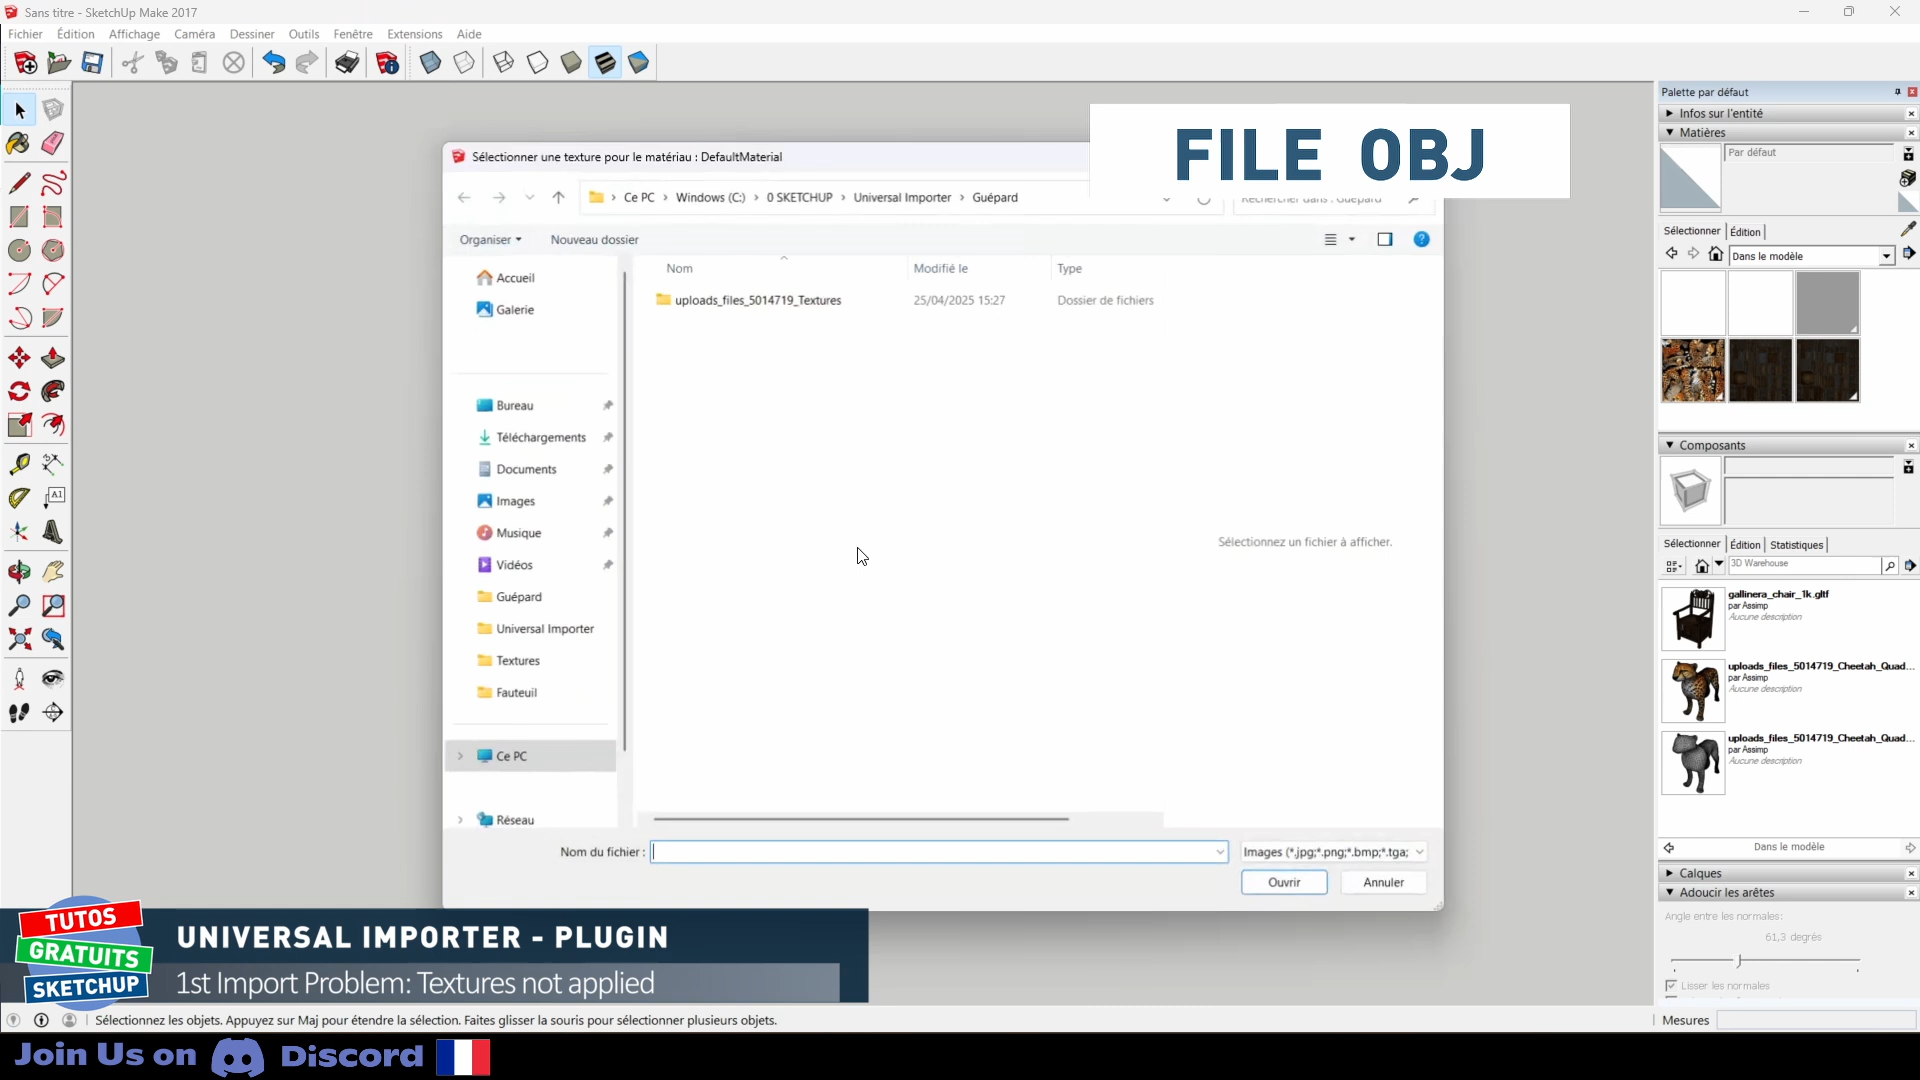 Sans titre - SketchUp Make 2017
Fichier Édition Affichage Caméra Dessiner Outils Fenêtre Extensions Aide
Palette par défaut
Infos sur l'entité
Matières
Par défaut
FILE OBJ
Sélectionner une texture pour le matériau : DefaultMaterial
Ce PC > Windows (C:) > 0 SKETCHUP > Universal Importer > Guépard
Rechercher dans : Guépard
Sélectionner Édition
Dans le modèle
Organiser Nouveau dossier
Nom Modifié le Type
uploads_files_5014719_Textures 25/04/2025 15:27 Dossier de fichiers
Accueil
Galerie
Bureau
Téléchargements
Documents
Images
Musique
Vidéos
Guépard
Universal Importer
Textures
Fauteuil
Ce PC
Réseau
Sélectionnez un fichier à afficher.
Nom du fichier :
Images (*.jpg;*.png;*.bmp;*.tga;
Ouvrir Annuler
A1
Composants
Sélectionner Édition Statistiques
3D Warehouse
gallinera_chair_1k.gltf
par Assimp
Aucune description
uploads_files_5014719_Cheetah_Quad...
par Assimp
Aucune description
uploads_files_5014719_Cheetah_Quad...
par Assimp
Aucune description
Dans le modèle
Calques
Adoucir les arêtes
Angle entre les normales:
61,3 degrés
Lisser les normales
TUTOS
GRATUITS
SKETCHUP
UNIVERSAL IMPORTER - PLUGIN
1st Import Problem: Textures not applied
Sélectionnez les objets. Appuyez sur Maj pour étendre la sélection. Faites glisser la souris pour sélectionner plusieurs objets.
Mesures
Join Us on Discord